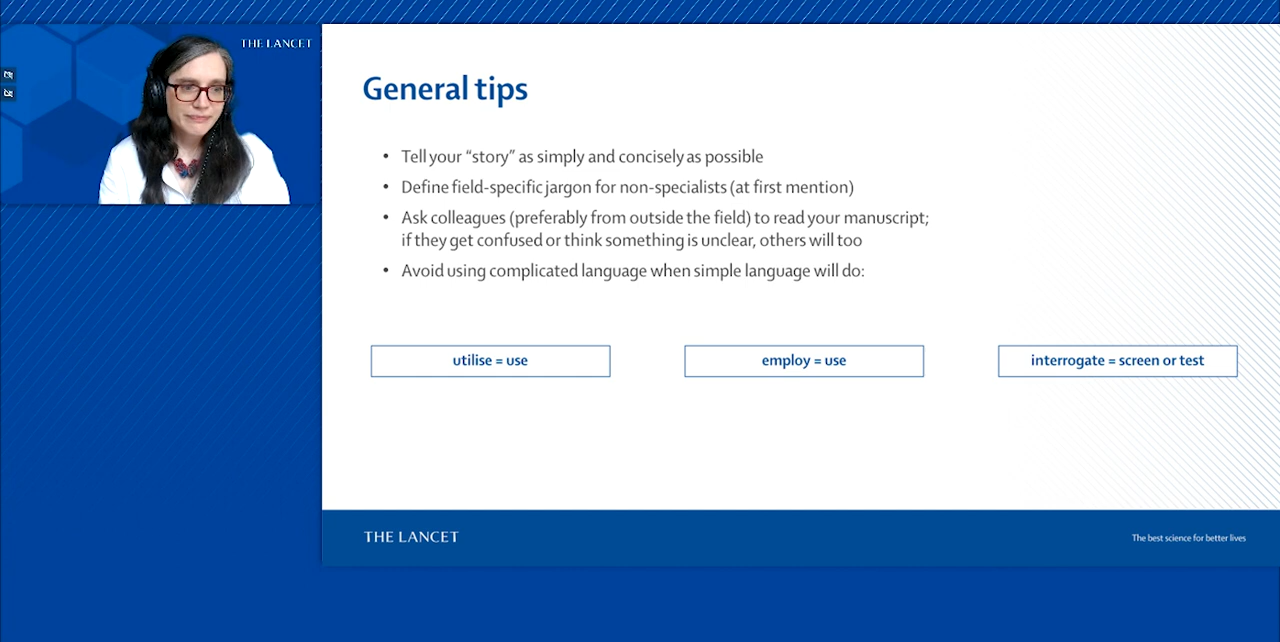 THE LANCET
General tips
• Tell your “story” as simply and concisely as possible
• Define field-specific jargon for non-specialists (at first mention)
• Ask colleagues (preferably from outside the field) to read your manuscript;
if they get confused or think something is unclear, others will too
• Avoid using complicated language when simple language will do:
utilise = use
employ = use
interrogate = screen or test
THE LANCET
The best science for better lives